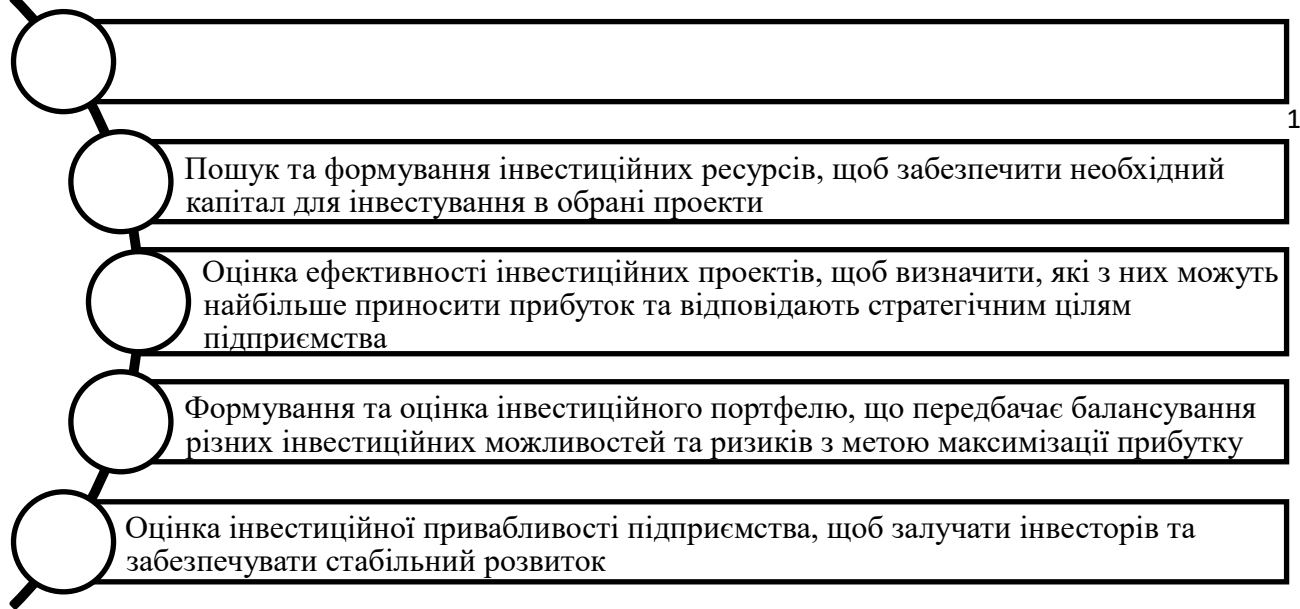 1
Пошук та формування інвестиційних ресурсів, щоб забезпечити необхідний
капітал для інвестування в обрані проекти
Оцінка ефективності інвестиційних проектів, щоб визначити, які з них можуть
найбільше приносити прибуток та відповідають стратегічним цілям
підприємства
Формування та оцінка інвестиційного портфелю, що передбачає балансування
різних інвестиційних можливостей та ризиків з метою максимізації прибутку
Оцінка інвестиційної привабливості підприємства, щоб залучати інвесторів та
забезпечувати стабільний розвиток